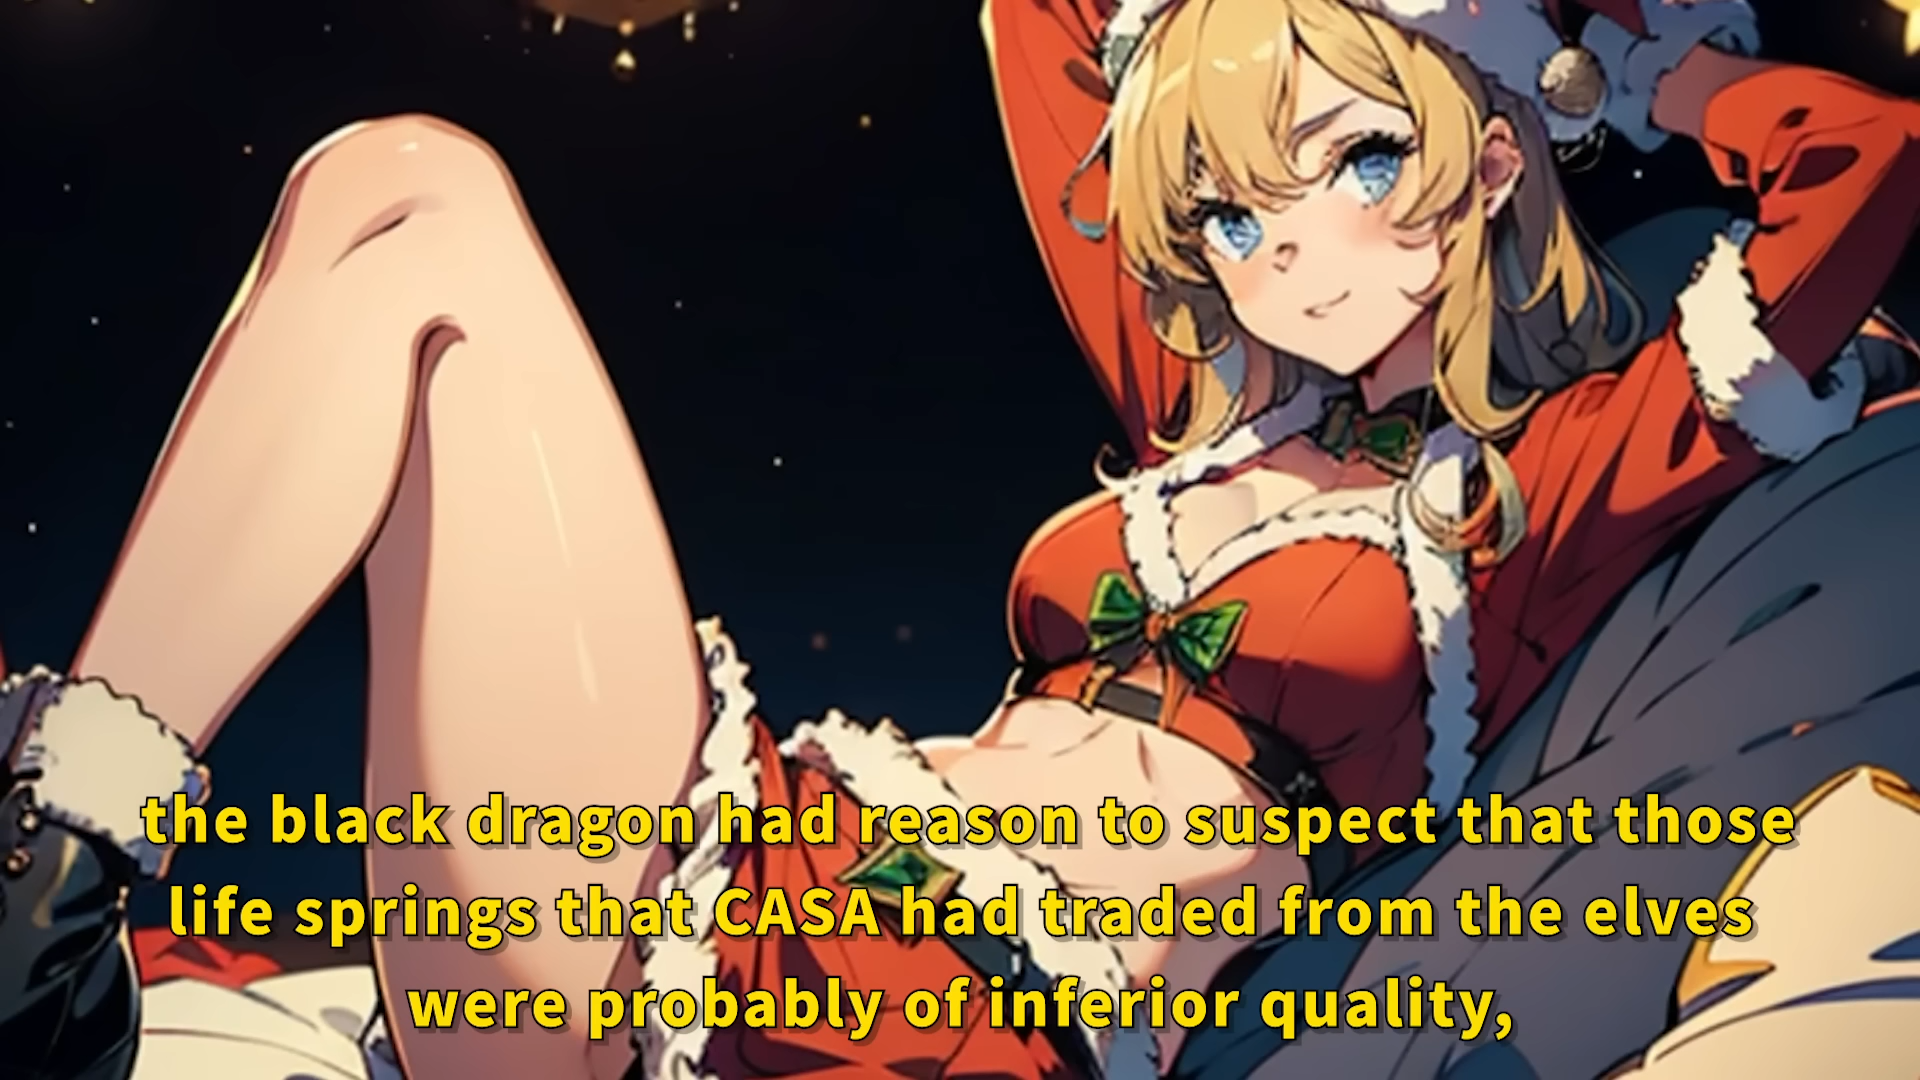 the black dragon had reason to suspect that those
life springs that CASA had traded from the elves
were probably of inferior quality,